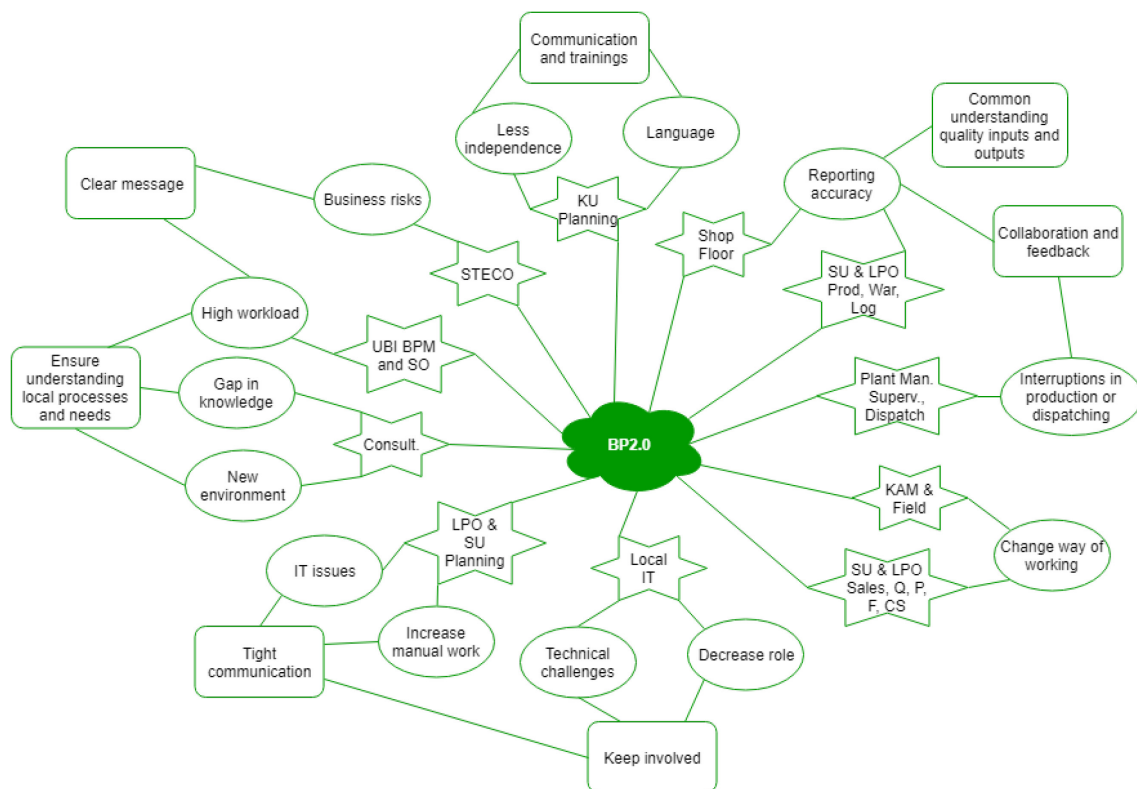 Communication
and trainings
Less
independence
Language
KU
Planning
Common
understanding
quality inputs and
outputs
Reporting
accuracy
Clear message
Business risks
Shop
Floor
Collaboration and
feedback
STECO
SU & LPO
Prod, War,
Log
High workload
UBI BPM
and SO
Ensure
understanding
local processes
and needs
Gap in
knowledge
Plant Man.
Superv.,
Dispatch
Interruptions in
production or
dispatching
BP2.0
Consult.
New
environment
KAM &
Field
LPO &
SU
Planning
Change way of
working
IT issues
Local
IT
SU & LPO
Sales, Q, P,
F, CS
Increase
manual work
Tight
communication
Technical
challenges
Decrease role
Keep involved